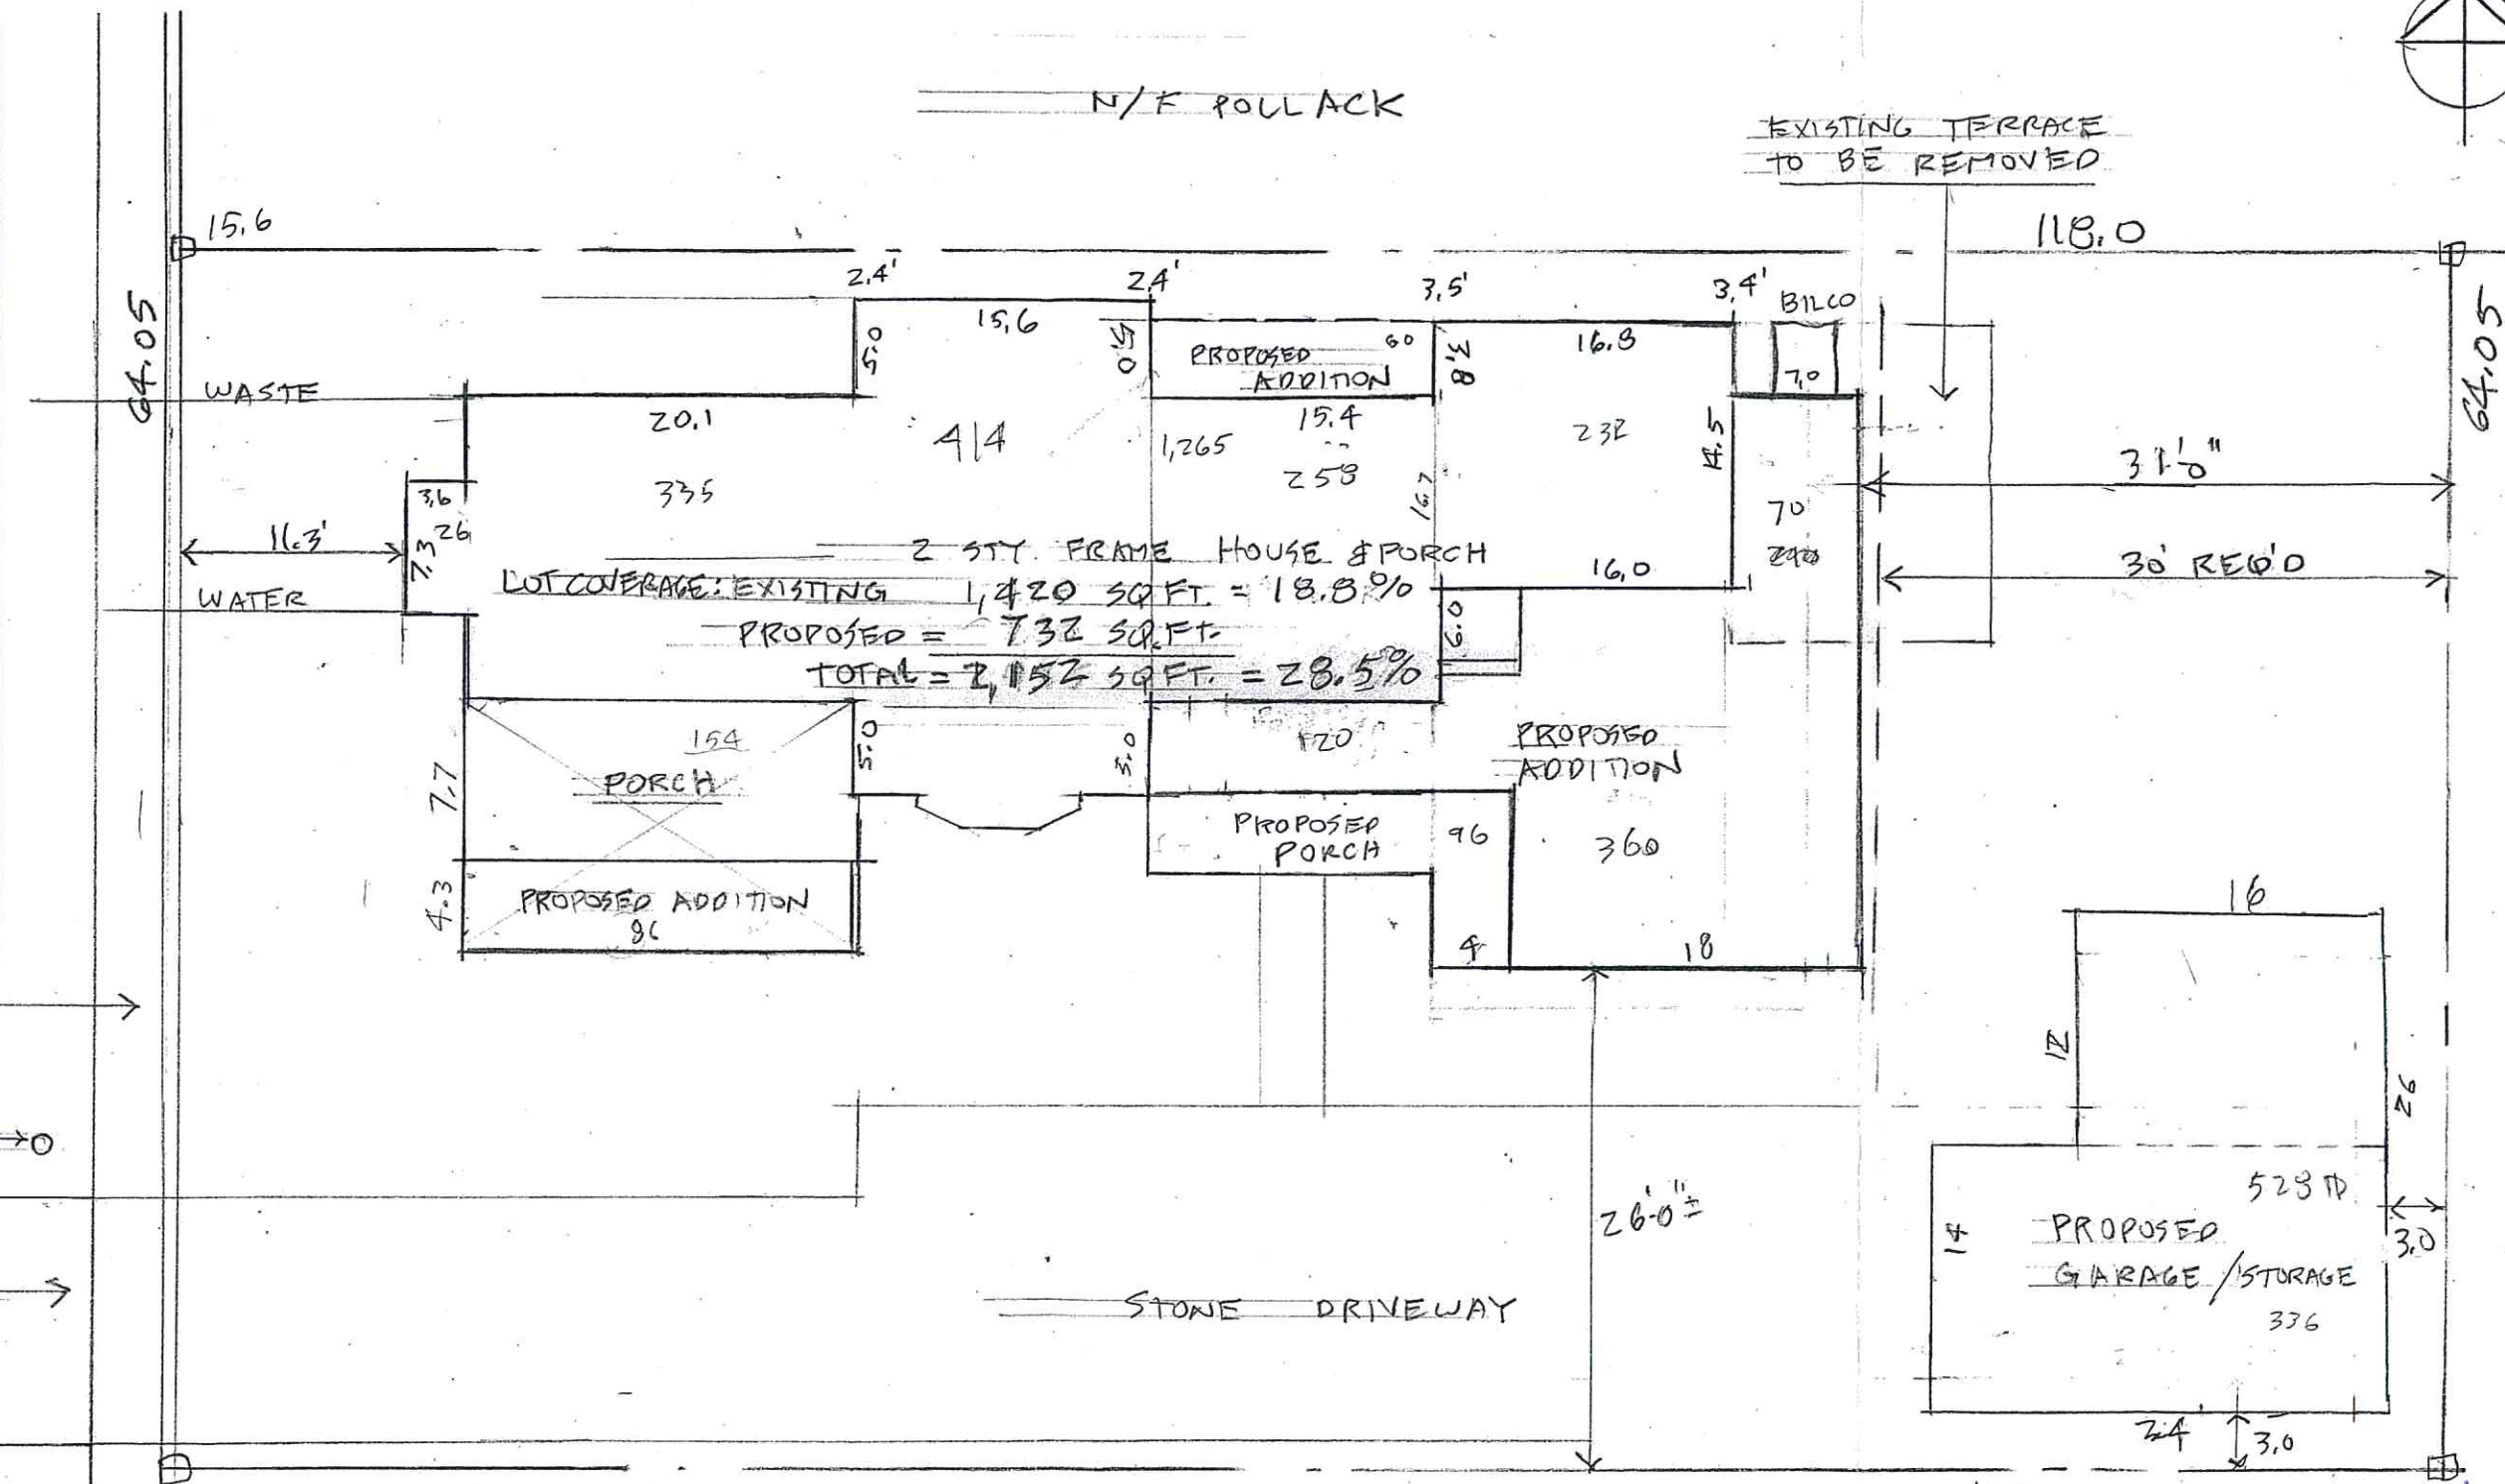 N/F POLLACK
EXISTING TERRACE
TO BE REMOVED
15.6
118.0
64.05
64.05
2.4'
2.4'
3.5'
3.4'
BILCO
15.6
5.0
5.0
PROPOSED
ADDITION
60
3.8
16.8
7.0
WASTE
20.1
414
1,265
15.4
258
232
14.5
31'-0"
335
16.7
70
3.6
26
11.3'
7.3
2 STY. FRAME HOUSE & PORCH
16.0
30' REQ'D
WATER
LOT COVERAGE: EXISTING 1,420 SQ FT. = 18.8%
PROPOSED = 732 SQ.FT.
TOTAL = 2,152 SQ FT. = 28.5%
6.0
154
PORCH
7.7
5.0
5.0
120
PROPOSED
ADDITION
PROPOSED
PORCH
96
360
4.3
PROPOSED ADDITION
86
4
18
16
12
26
26'-0"±
528
14
PROPOSED
GARAGE/STORAGE
336
3.0
STONE DRIVEWAY
24
3.0